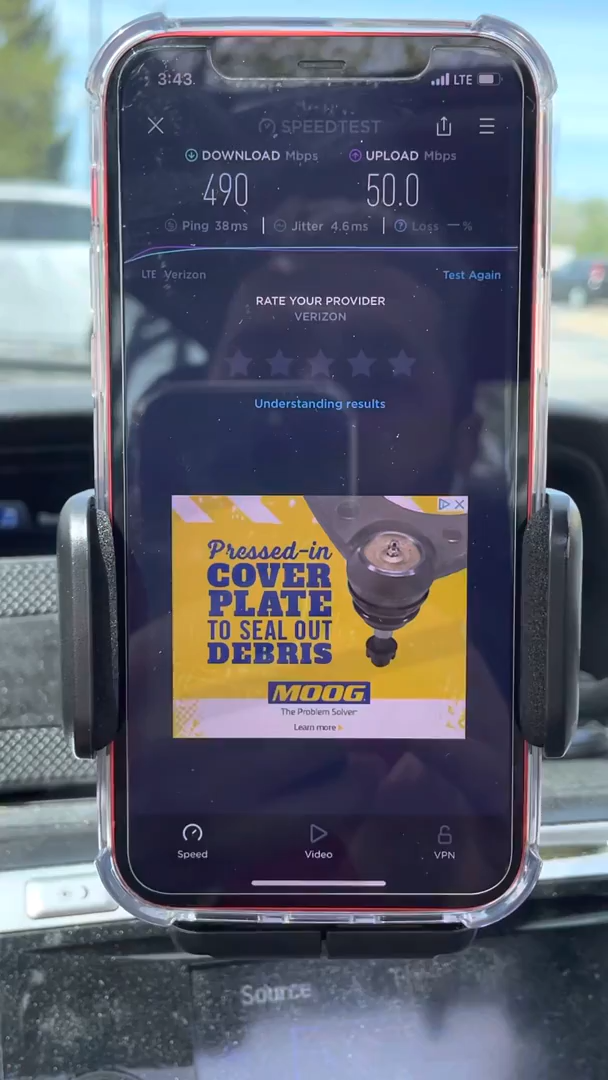 3:43
LTE
SPEEDTEST
DOWNLOAD Mbps
UPLOAD Mbps
490
50.0
Ping 38ms
Jitter 4.6ms
Loss — %
LTE Verizon
Test Again
RATE YOUR PROVIDER
VERIZON
Understanding results
Pressed-in
COVER
PLATE
TO SEAL OUT
DEBRIS
MOOG
The Problem Solver
Learn more
Speed
Video
VPN
Source